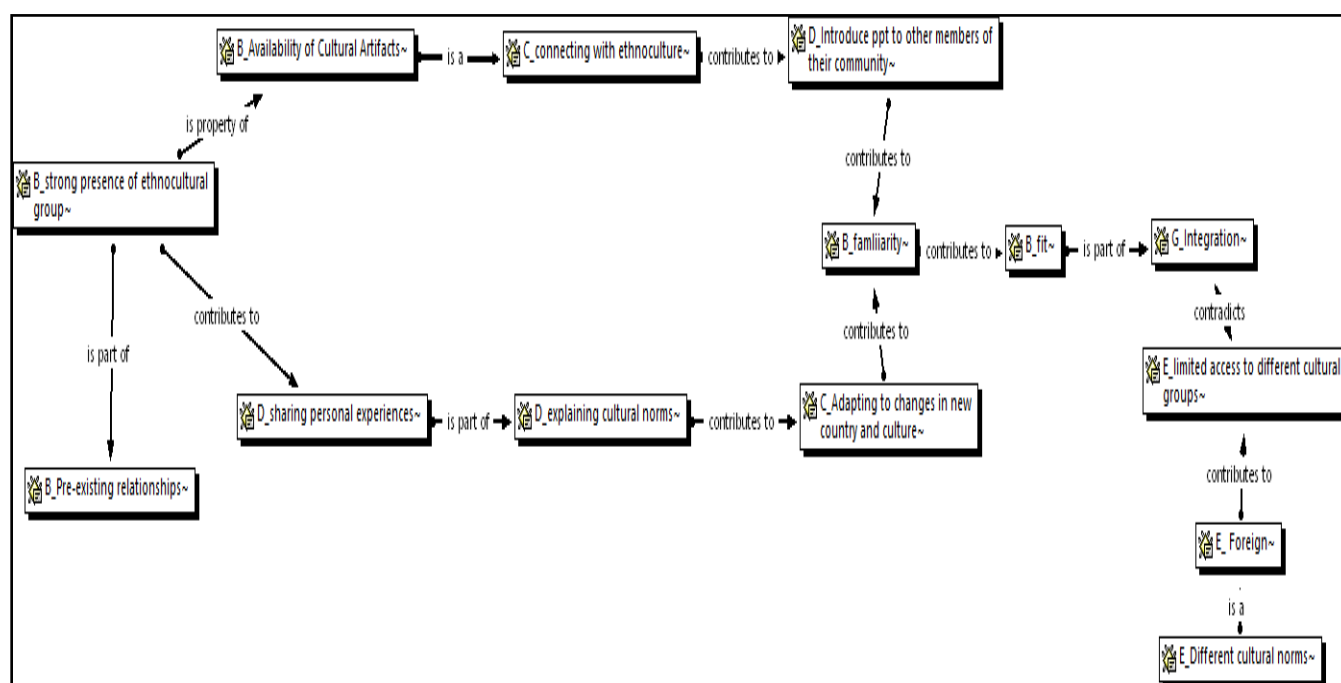 B_Availability of Cultural Artifacts~
is a
C_connecting with ethnoculture~
contributes to
D_Introduce ppt to other members of
their community~
is property of
contributes to
B_strong presence of ethnocultural
group~
B_famliiarity~
contributes to
B_fit~
is part of
G_Integration~
contributes to
contributes to
contradicts
is part of
E_limited access to different cultural
groups~
D_sharing personal experiences~
is part of
D_explaining cultural norms~
contributes to
C_Adapting to changes in new
country and culture~
B_Pre-existing relationships~
contributes to
E_ Foreign~
is a
E_Different cultural norms~